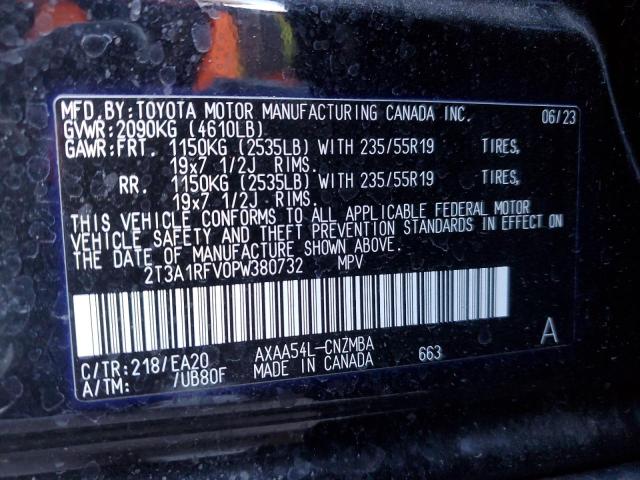 MFD.BY:TOYOTA MOTOR MANUFACTURING CANADA INC. 06/23
GVWR:2090KG (4610LB)
GAWR:FRT. 1150KG (2535LB) WITH 235/55R19 TIRES,
19x7 1/2J RIMS.
RR. 1150KG (2535LB) WITH 235/55R19 TIRES,
19x7 1/2J RIMS.
THIS VEHICLE CONFORMS TO ALL APPLICABLE FEDERAL MOTOR
VEHICLE SAFETY AND THEFT PREVENTION STANDARDS IN EFFECT ON
THE DATE OF MANUFACTURE SHOWN ABOVE.
2T3A1RFV0PW380732 MPV
A
C/TR:218/EA20 AXAA54L-CNZMBA 663
A/TM: /UB80F MADE IN CANADA